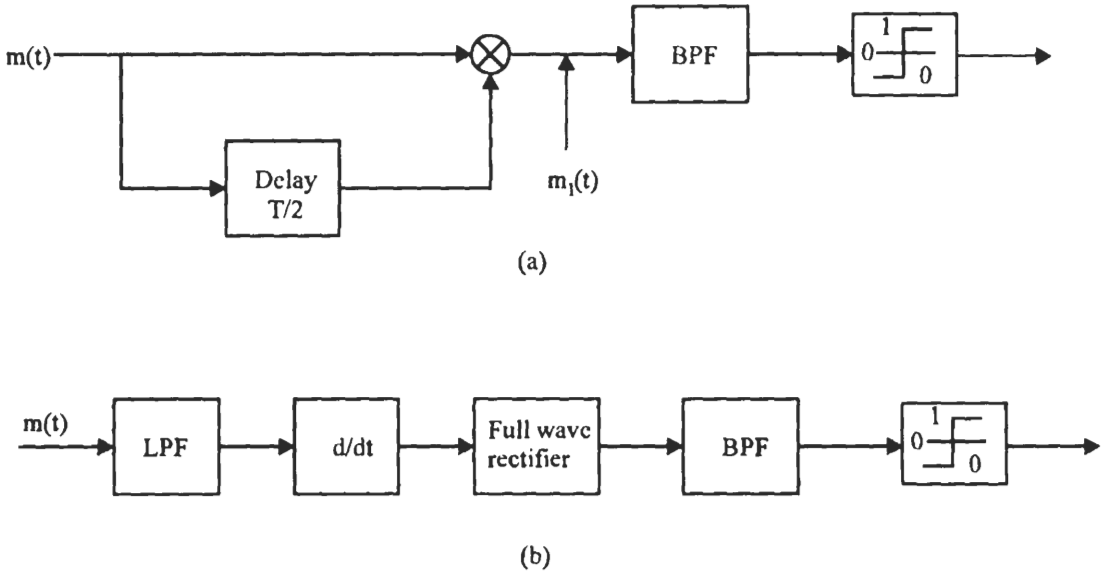 m(t)
BPF
1
0
0
Delay
T/2
m1(t)
(a)
m(t)
LPF
d/dt
Full wave
rectifier
BPF
1
0
0
(b)